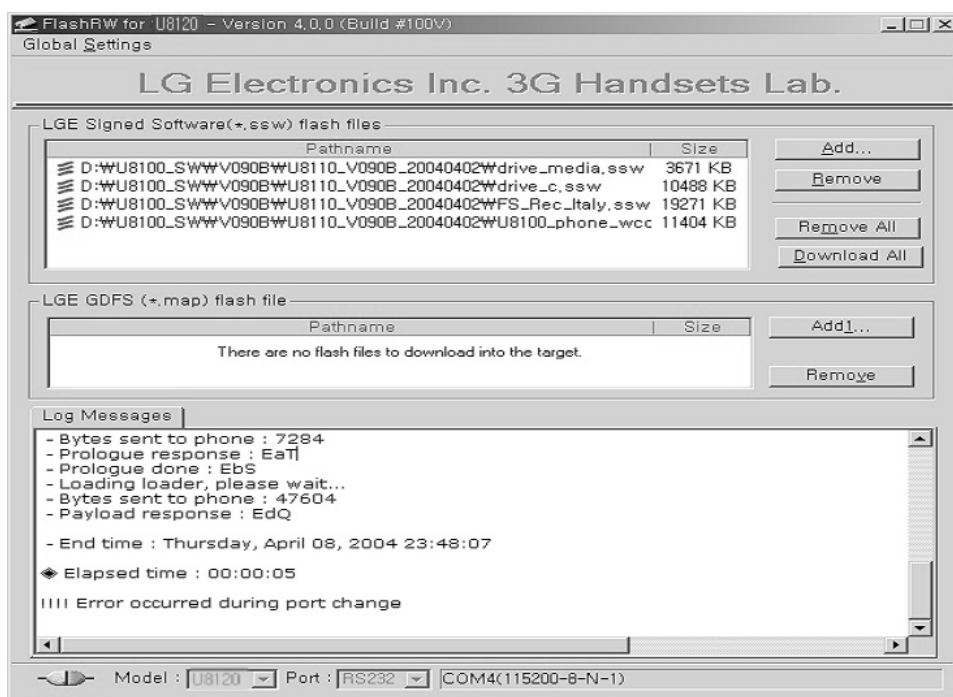 FlashRW for U8120 - Version 4,0,0 (Build #100V)
Global Settings
LG Electronics Inc. 3G Handsets Lab.
LGE Signed Software(*,ssw) flash files
Pathname Size
D:₩U8100_SW₩V090B₩U8110_V090B_20040402₩drive_media,ssw 3671 KB
D:₩U8100_SW₩V090B₩U8110_V090B_20040402₩drive_c,ssw 10488 KB
D:₩U8100_SW₩V090B₩U8110_V090B_20040402₩FS_Rec_Italy,ssw 19271 KB
D:₩U8100_SW₩V090B₩U8110_V090B_20040402₩U8100_phone_wcc 11404 KB
Add...
Remove
Remove All
Download All
LGE GDFS (*,map) flash file
Pathname Size
There are no flash files to download into the target.
Add1...
Remove
Log Messages
- Bytes sent to phone : 7284
- Prologue response : EaT
- Prologue done : EbS
- Loading loader, please wait...
- Bytes sent to phone : 47604
- Payload response : EdQ
- End time : Thursday, April 08, 2004 23:48:07
◈ Elapsed time : 00:00:05
!!!! Error occurred during port change
Model : U8120 Port : RS232 COM4(115200-8-N-1)